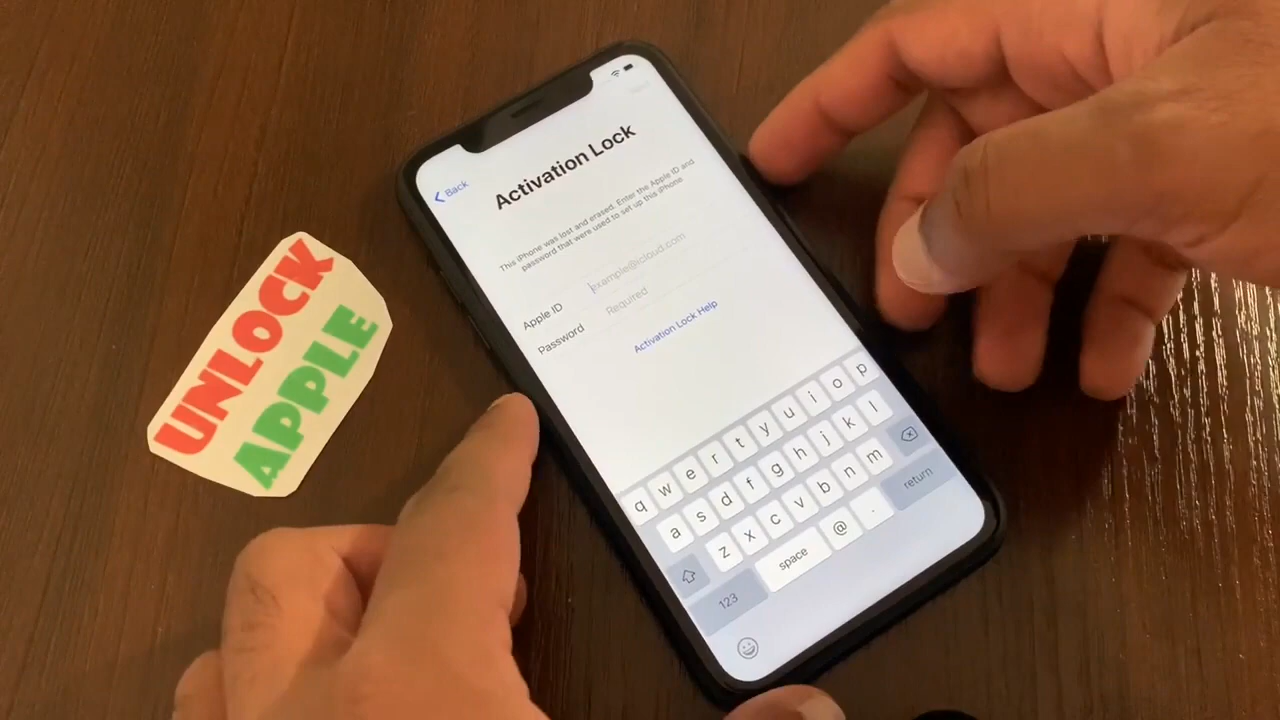 Activation Lock
Back
This iPhone was lost and erased. Enter the Apple ID and
password that were used to set up this iPhone
Apple ID example@icloud.com
Password Required
Activation Lock Help
q w e r t y u i o p
a s d f g h j k l
z x c v b n m
123 space @ . return
UNLOCK
APPLE